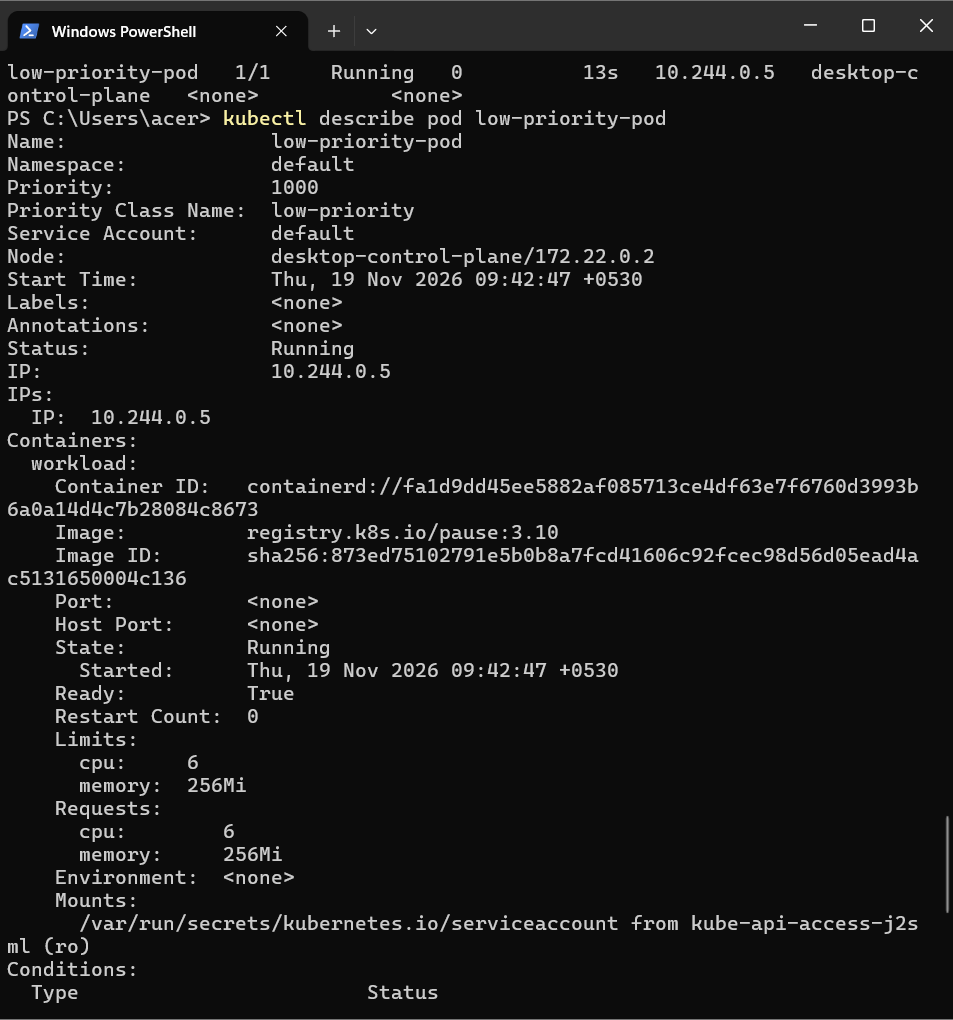 Windows PowerShell
low-priority-pod   1/1     Running   0          13s   10.244.0.5   desktop-c
ontrol-plane   <none>           <none>
PS C:\Users\acer> kubectl describe pod low-priority-pod
Name:                 low-priority-pod
Namespace:            default
Priority:             1000
Priority Class Name:  low-priority
Service Account:      default
Node:                 desktop-control-plane/172.22.0.2
Start Time:           Thu, 19 Nov 2026 09:42:47 +0530
Labels:               <none>
Annotations:          <none>
Status:               Running
IP:                   10.244.0.5
IPs:
  IP:  10.244.0.5
Containers:
  workload:
    Container ID:   containerd://fa1d9dd45ee5882af085713ce4df63e7f6760d3993b
6a0a14d4c7b28084c8673
    Image:          registry.k8s.io/pause:3.10
    Image ID:       sha256:873ed75102791e5b0b8a7fcd41606c92fcec98d56d05ead4a
c5131650004c136
    Port:           <none>
    Host Port:      <none>
    State:          Running
      Started:      Thu, 19 Nov 2026 09:42:47 +0530
    Ready:          True
    Restart Count:  0
    Limits:
      cpu:     6
      memory:  256Mi
    Requests:
      cpu:        6
      memory:     256Mi
    Environment:  <none>
    Mounts:
      /var/run/secrets/kubernetes.io/serviceaccount from kube-api-access-j2s
ml (ro)
Conditions:
  Type                        Status